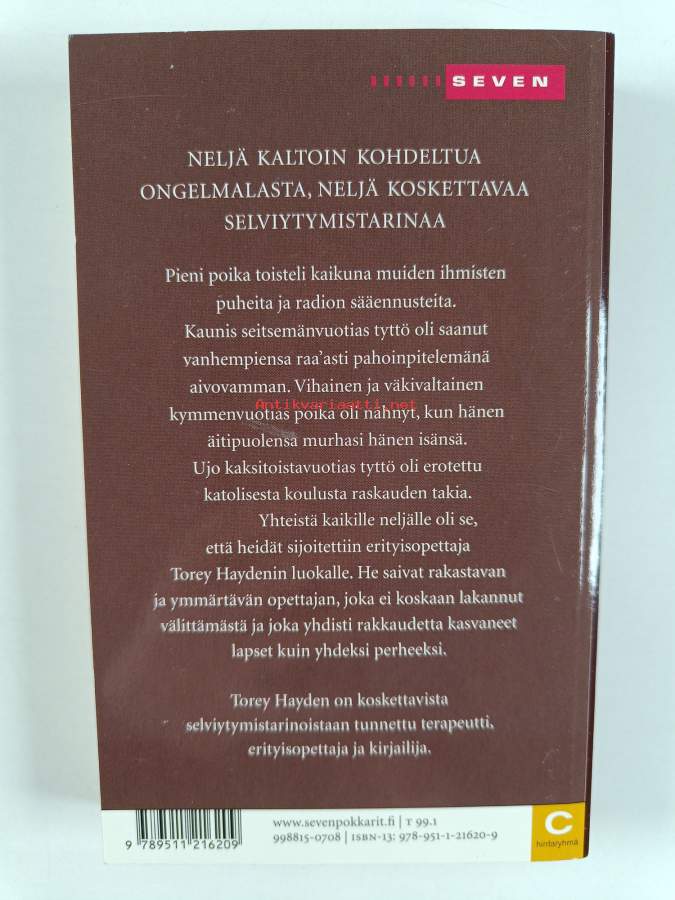 SEVEN
NELJÄ KALTOIN KOHDELTUA
ONGELMALASTA, NELJÄ KOSKETTAVAA
SELVIYTYMISTARINAA
Pieni poika toisteli kaikuna muiden ihmisten
puheita ja radion sääennusteita.
Kaunis seitsemänvuotias tyttö oli saanut
vanhempiensa raa'asti pahoinpitelemänä
aivovamman. Vihainen ja väkivaltainen
Antikvariaatti.net
kymmenvuotias poika oli nähnyt, kun hänen
äitipuolensa murhasi hänen isänsä.
Ujo kaksitoistavuotias tyttö oli erotettu
katolisesta koulusta raskauden takia.
Yhteistä kaikille neljälle oli se,
että heidät sijoitettiin erityisopettaja
Torey Haydenin luokalle. He saivat rakastavan
ja ymmärtävän opettajan, joka ei koskaan lakannut
välittämästä ja joka yhdisti rakkaudetta kasvaneet
lapset kuin yhdeksi perheeksi.
Torey Hayden on koskettavista
selviytymistarinoistaan tunnettu terapeutti,
erityisopettaja ja kirjailija.
www.sevenpokkarit.fi | T 99.1
998815-0708 | ISBN-13: 978-951-1-21620-9
9 789511 216209
C
hintaryhmä